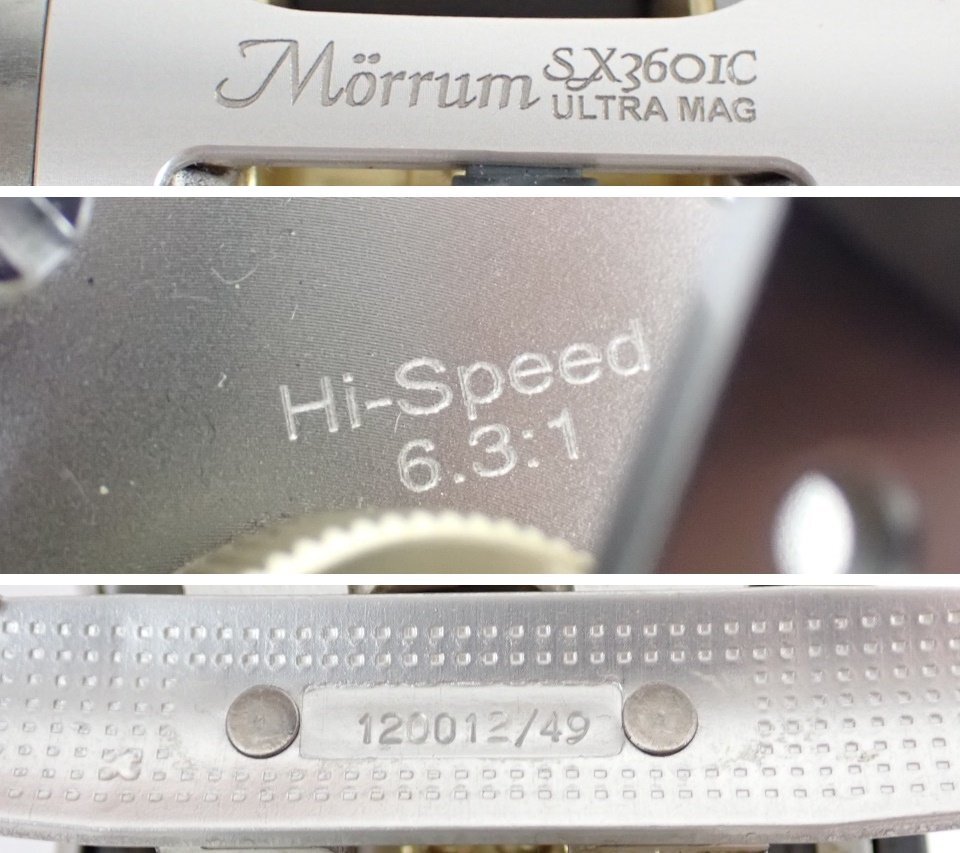 Mörrum SX3601C
ULTRA MAG
Hi-Speed
6.3:1
120012/49